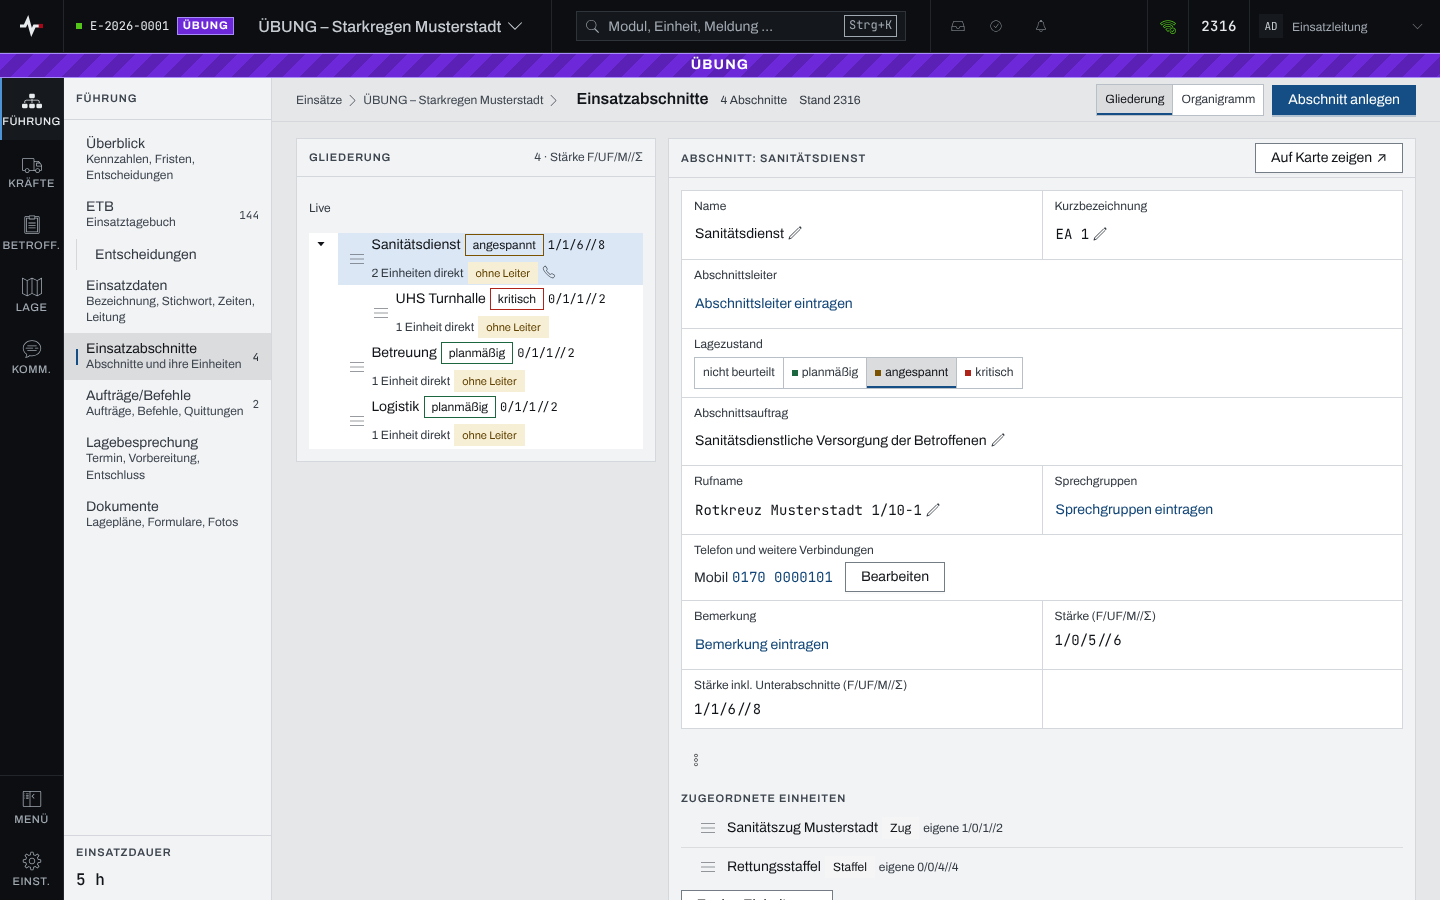 E-2026-0001 ÜBUNG ÜBUNG – Starkregen Musterstadt Modul, Einheit, Meldung ... Strg+K 2316 AD Einsatzleitung
ÜBUNG
FÜHRUNG
KRÄFTE
BETROFF.
LAGE
KOMM.
MENÜ
EINST.
FÜHRUNG
Überblick
Kennzahlen, Fristen,
Entscheidungen
ETB 144
Einsatztagebuch
Entscheidungen
Einsatzdaten
Bezeichnung, Stichwort, Zeiten,
Leitung
Einsatzabschnitte 4
Abschnitte und ihre Einheiten
Aufträge/Befehle 2
Aufträge, Befehle, Quittungen
Lagebesprechung
Termin, Vorbereitung,
Entschluss
Dokumente
Lagepläne, Formulare, Fotos
EINSATZDAUER
5 h
Einsätze ÜBUNG – Starkregen Musterstadt Einsatzabschnitte 4 Abschnitte Stand 2316 Gliederung Organigramm Abschnitt anlegen
GLIEDERUNG 4 · Stärke F/UF/M//Σ
Live
Sanitätsdienst angespannt 1/1/6//8
2 Einheiten direkt ohne Leiter
UHS Turnhalle kritisch 0/1/1//2
1 Einheit direkt ohne Leiter
Betreuung planmäßig 0/1/1//2
1 Einheit direkt ohne Leiter
Logistik planmäßig 0/1/1//2
1 Einheit direkt ohne Leiter
ABSCHNITT: SANITÄTSDIENST Auf Karte zeigen
Name Kurzbezeichnung
Sanitätsdienst EA 1
Abschnittsleiter
Abschnittsleiter eintragen
Lagezustand
nicht beurteilt planmäßig angespannt kritisch
Abschnittsauftrag
Sanitätsdienstliche Versorgung der Betroffenen
Rufname Sprechgruppen
Rotkreuz Musterstadt 1/10-1 Sprechgruppen eintragen
Telefon und weitere Verbindungen
Mobil 0170 0000101 Bearbeiten
Bemerkung Stärke (F/UF/M//Σ)
Bemerkung eintragen 1/0/5//6
Stärke inkl. Unterabschnitte (F/UF/M//Σ)
1/1/6//8
ZUGEORDNETE EINHEITEN
Sanitätszug Musterstadt Zug eigene 1/0/1//2
Rettungsstaffel Staffel eigene 0/0/4//4